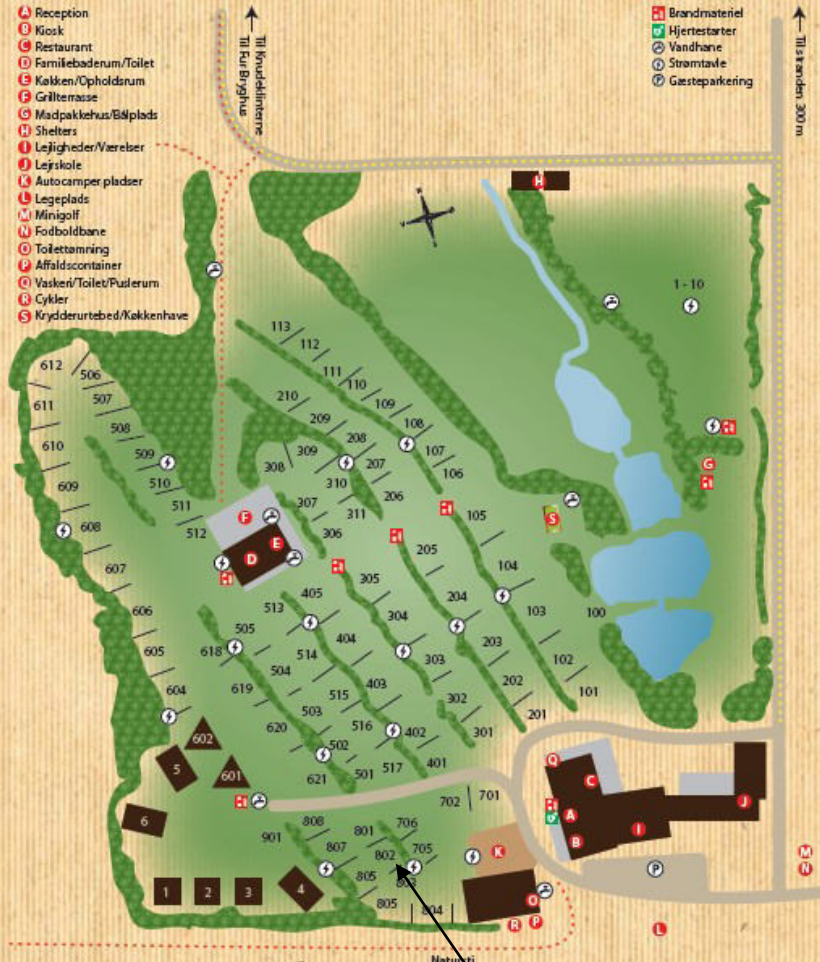 A Reception
B Kiosk
C Restaurant
D Familiebaderum/Toilet
E Køkken/Opholdsrum
F Grillterrasse
G Madpakkehus/Bålplads
H Shelters
I Lejligheder/Værelser
J Lejrskole
K Autocamper pladser
L Legeplads
M Minigolf
N Fodboldbane
O Toilettømning
P Affaldscontainer
Q Vaskeri/Toilet/Puslerum
R Cykler
S Krydderurtebed/Køkkenhave
Til Knudeklinterne
Til Fur Bryghus
Brandmateriel
Hjertestarter
Vandhane
Strømtavle
P Gæsteparkering
Til stranden 300 m
H
1 - 10
113
112
111
110
109
108
107
106
105
104
103
102
101
100
210
209
208
207
206
205
204
203
202
201
308
309
310
311
307
306
305
304
303
302
301
405
404
403
402
401
513
514
515
516
517
505
504
503
502
501
618
619
620
621
612
611
610
609
608
607
606
605
604
602
601
506
507
508
509
510
511
512
F
E
D
G
S
5
6
1
2
3
4
901
808
807
801
802
803
805
805
804
706
705
702
701
K
O
R
P
Q
C
A
B
I
J
P
M
N
L
Natursti